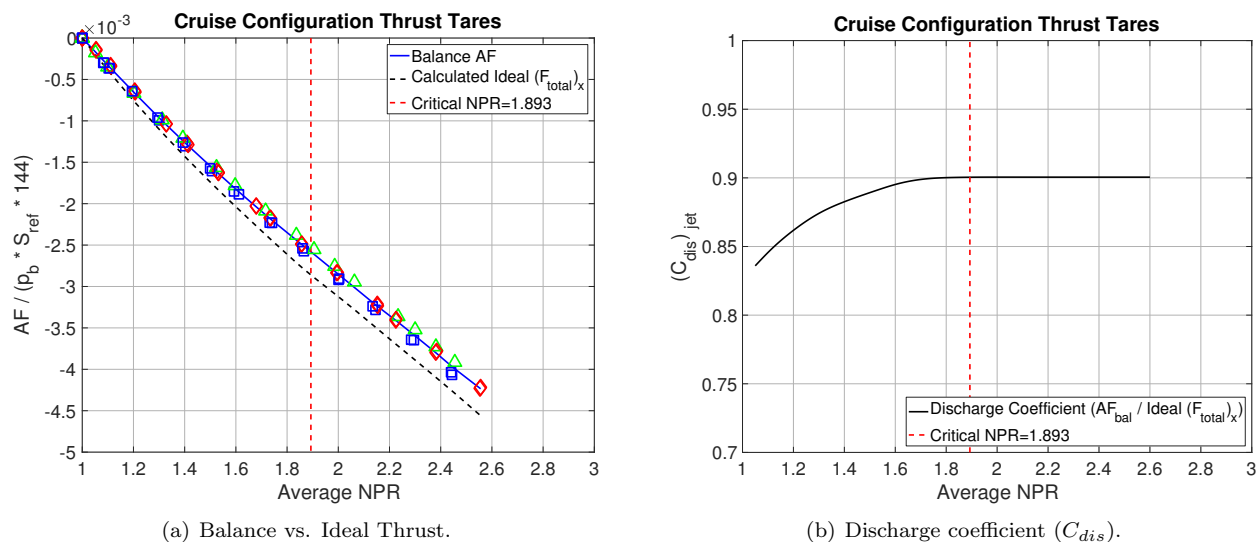 Cruise Configuration Thrust Tares
×10⁻³
0
-0.5
-1
-1.5
-2
-2.5
-3
-3.5
-4
-4.5
-5
AF / (p_b * S_ref * 144)
Balance AF
Calculated Ideal (F_total)_x
Critical NPR=1.893
1 1.2 1.4 1.6 1.8 2 2.2 2.4 2.6 2.8 3
Average NPR
(a) Balance vs. Ideal Thrust.
Cruise Configuration Thrust Tares
1
0.95
0.9
0.85
0.8
0.75
0.7
(C_dis)_jet
Discharge Coefficient (AF_bal / Ideal (F_total)_x)
Critical NPR=1.893
1 1.2 1.4 1.6 1.8 2 2.2 2.4 2.6 2.8 3
Average NPR
(b) Discharge coefficient (C_dis).